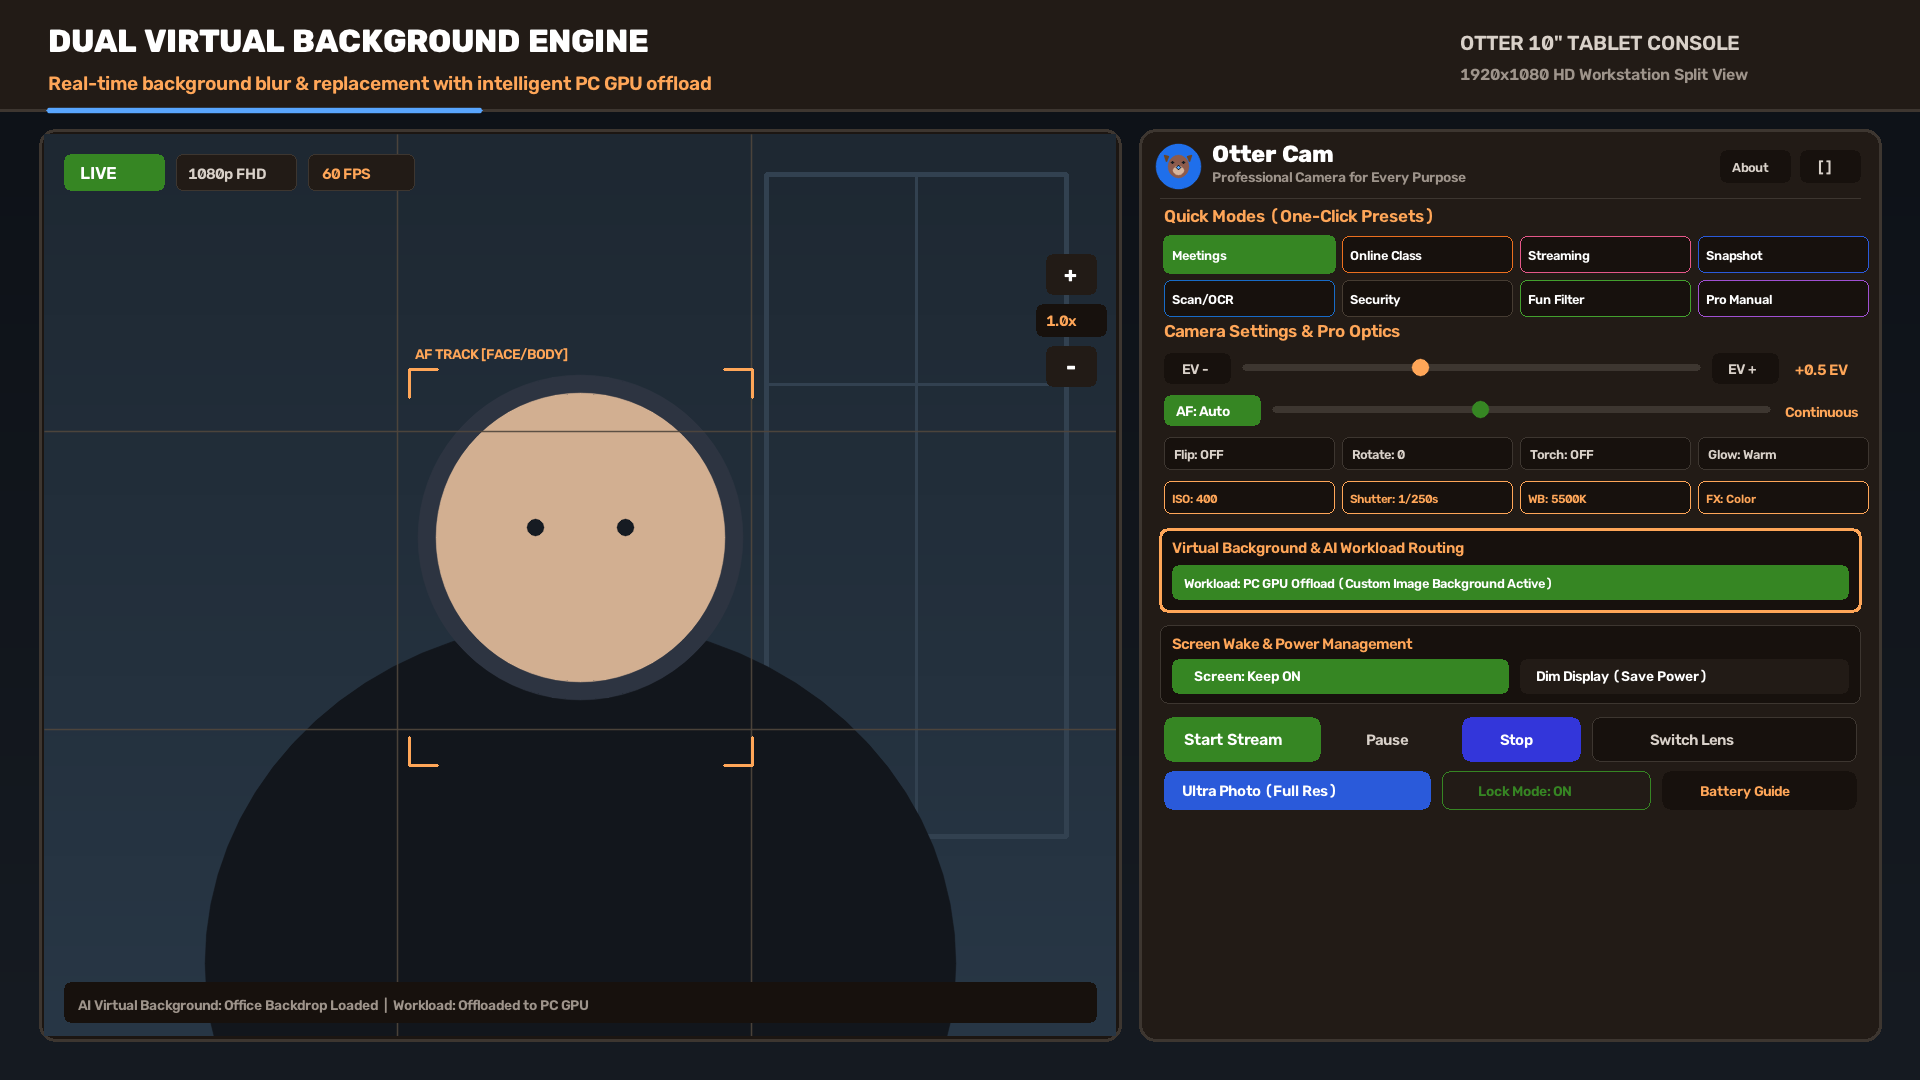 DUAL VIRTUAL BACKGROUND ENGINE
Real-time background blur & replacement with intelligent PC GPU offload
OTTER 10" TABLET CONSOLE
1920x1080 HD Workstation Split View
LIVE
1080p FHD
60 FPS
+
1.0x
-
AF TRACK [FACE/BODY]
AI Virtual Background: Office Backdrop Loaded | Workload: Offloaded to PC GPU
Otter Cam
Professional Camera for Every Purpose
About
[ ]
Quick Modes (One-Click Presets)
Meetings
Online Class
Streaming
Snapshot
Scan/OCR
Security
Fun Filter
Pro Manual
Camera Settings & Pro Optics
EV -
EV +
+0.5 EV
AF: Auto
Continuous
Flip: OFF
Rotate: 0
Torch: OFF
Glow: Warm
ISO: 400
Shutter: 1/250s
WB: 5500K
FX: Color
Virtual Background & AI Workload Routing
Workload: PC GPU Offload (Custom Image Background Active)
Screen Wake & Power Management
Screen: Keep ON
Dim Display (Save Power)
Start Stream
Pause
Stop
Switch Lens
Ultra Photo (Full Res)
Lock Mode: ON
Battery Guide